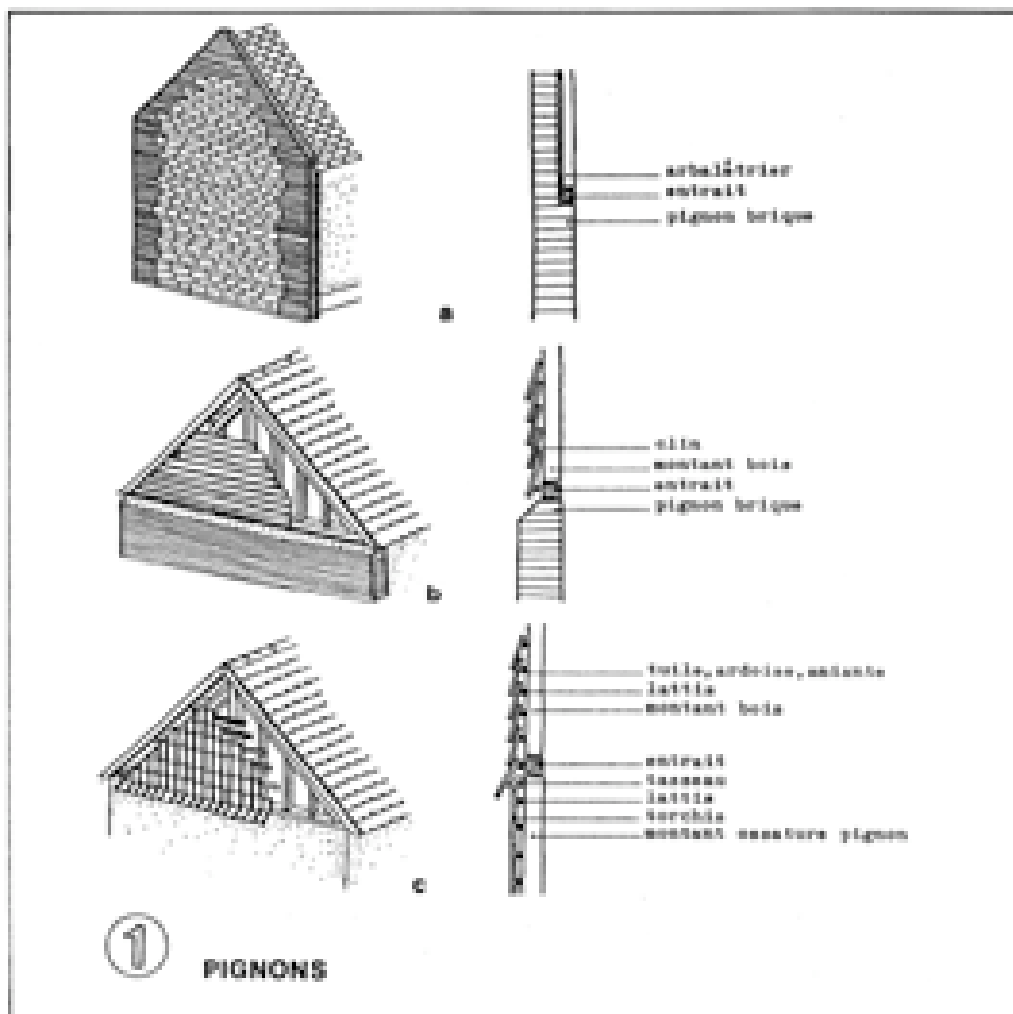 arbalétrier
entrait
pignon brique
a
clin
montant bois
entrait
pignon brique
b
tuile, ardoise, amiante
lattis
montant bois
entrait
tasseau
lattis
torchis
montant ossature pignon
c
1 PIGNONS